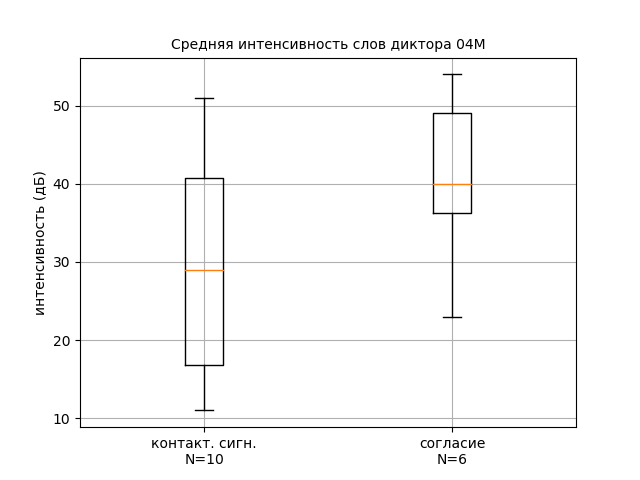 Средняя интенсивность слов диктора 04М
интенсивность (дБ)
50
40
30
20
10
контакт. сигн.
N=10
согласие
N=6